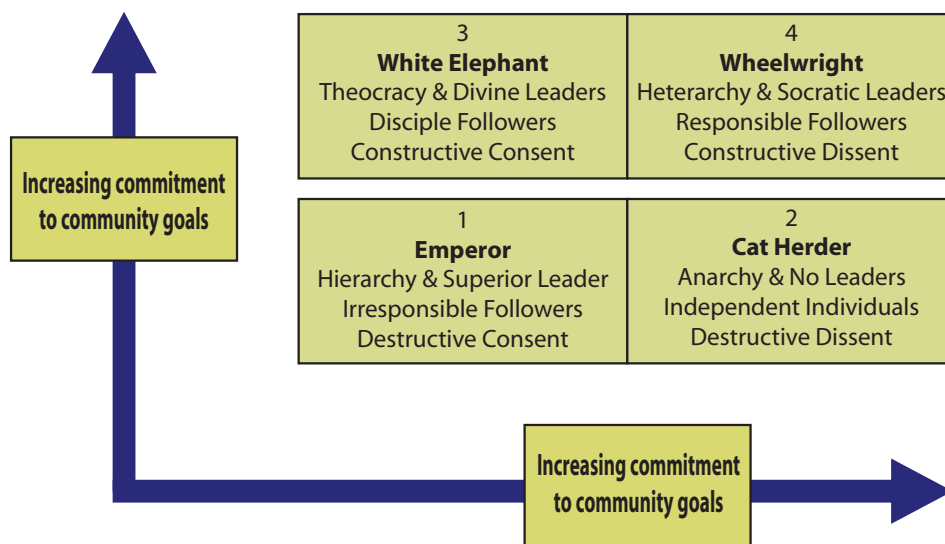 3
White Elephant
Theocracy & Divine Leaders
Disciple Followers
Constructive Consent
4
Wheelwright
Heterarchy & Socratic Leaders
Responsible Followers
Constructive Dissent
Increasing commitment
to community goals
1
Emperor
Hierarchy & Superior Leader
Irresponsible Followers
Destructive Consent
2
Cat Herder
Anarchy & No Leaders
Independent Individuals
Destructive Dissent
Increasing commitment
to community goals